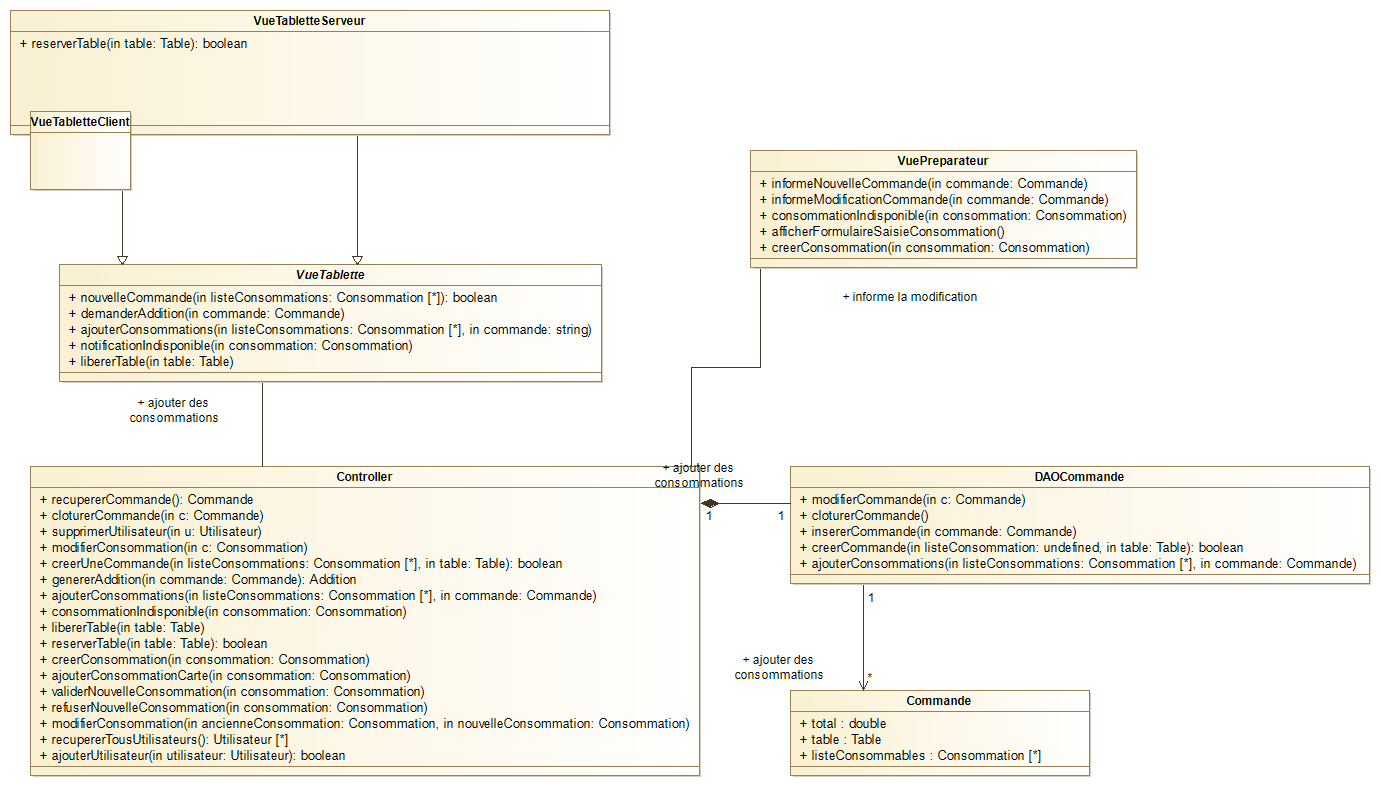 VueTabletteServeur
+ reserverTable(in table: Table): boolean
VueTabletteClient
VuePreparateur
+ informeNouvelleCommande(in commande: Commande)
+ informeModificationCommande(in commande: Commande)
+ consommationIndisponible(in consommation: Consommation)
+ afficherFormulaireSaisieConsommation()
+ creerConsommation(in consommation: Consommation)
VueTablette
+ nouvelleCommande(in listeConsommations: Consommation [*]): boolean
+ demanderAddition(in commande: Commande)
+ ajouterConsommations(in listeConsommations: Consommation [*], in commande: string)
+ notificationIndisponible(in consommation: Consommation)
+ libererTable(in table: Table)
+ informe la modification
+ ajouter des
consommations
Controller
+ recupererCommande(): Commande
+ cloturerCommande(in c: Commande)
+ supprimerUtilisateur(in u: Utilisateur)
+ modifierConsommation(in c: Consommation)
+ creerUneCommande(in listeConsommations: Consommation [*], in table: Table): boolean
+ genererAddition(in commande: Commande): Addition
+ ajouterConsommations(in listeConsommations: Consommation [*], in commande: Commande)
+ consommationIndisponible(in consommation: Consommation)
+ libererTable(in table: Table)
+ reserverTable(in table: Table): boolean
+ creerConsommation(in consommation: Consommation)
+ ajouterConsommationCarte(in consommation: Consommation)
+ validerNouvelleConsommation(in consommation: Consommation)
+ refuserNouvelleConsommation(in consommation: Consommation)
+ modifierConsommation(in ancienneConsommation: Consommation, in nouvelleConsommation: Consommation)
+ recupererTousUtilisateurs(): Utilisateur [*]
+ ajouterUtilisateur(in utilisateur: Utilisateur): boolean
+ ajouter des
consommations
1
1
DAOCommande
+ modifierCommande(in c: Commande)
+ cloturerCommande()
+ insererCommande(in commande: Commande)
+ creerCommande(in listeConsommation: undefined, in table: Table): boolean
+ ajouterConsommations(in listeConsommations: Consommation [*], in commande: Commande)
1
+ ajouter des
consommations
*
Commande
+ total : double
+ table : Table
+ listeConsommables : Consommation [*]